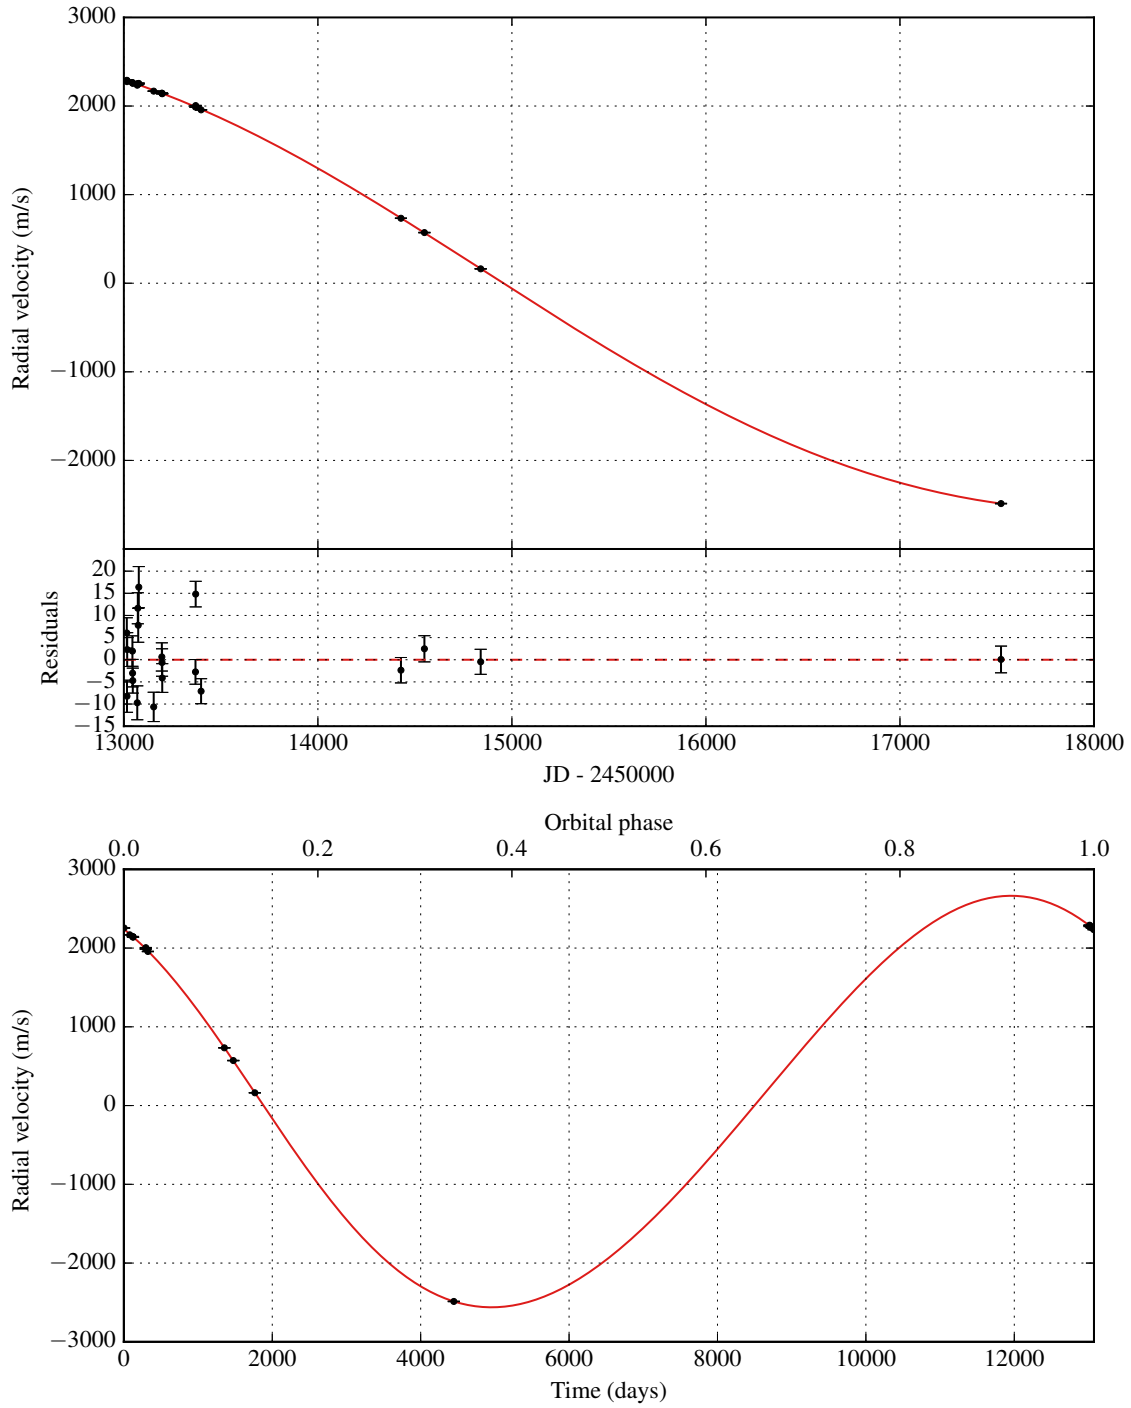 3000
2000
1000
0
−1000
−2000
Radial velocity (m/s)
20
15
10
5
0
−5
−10
−15
Residuals
13000 14000 15000 16000 17000 18000
JD - 2450000
Orbital phase
0.0 0.2 0.4 0.6 0.8 1.0
3000
2000
1000
0
−1000
−2000
−3000
Radial velocity (m/s)
0 2000 4000 6000 8000 10000 12000
Time (days)